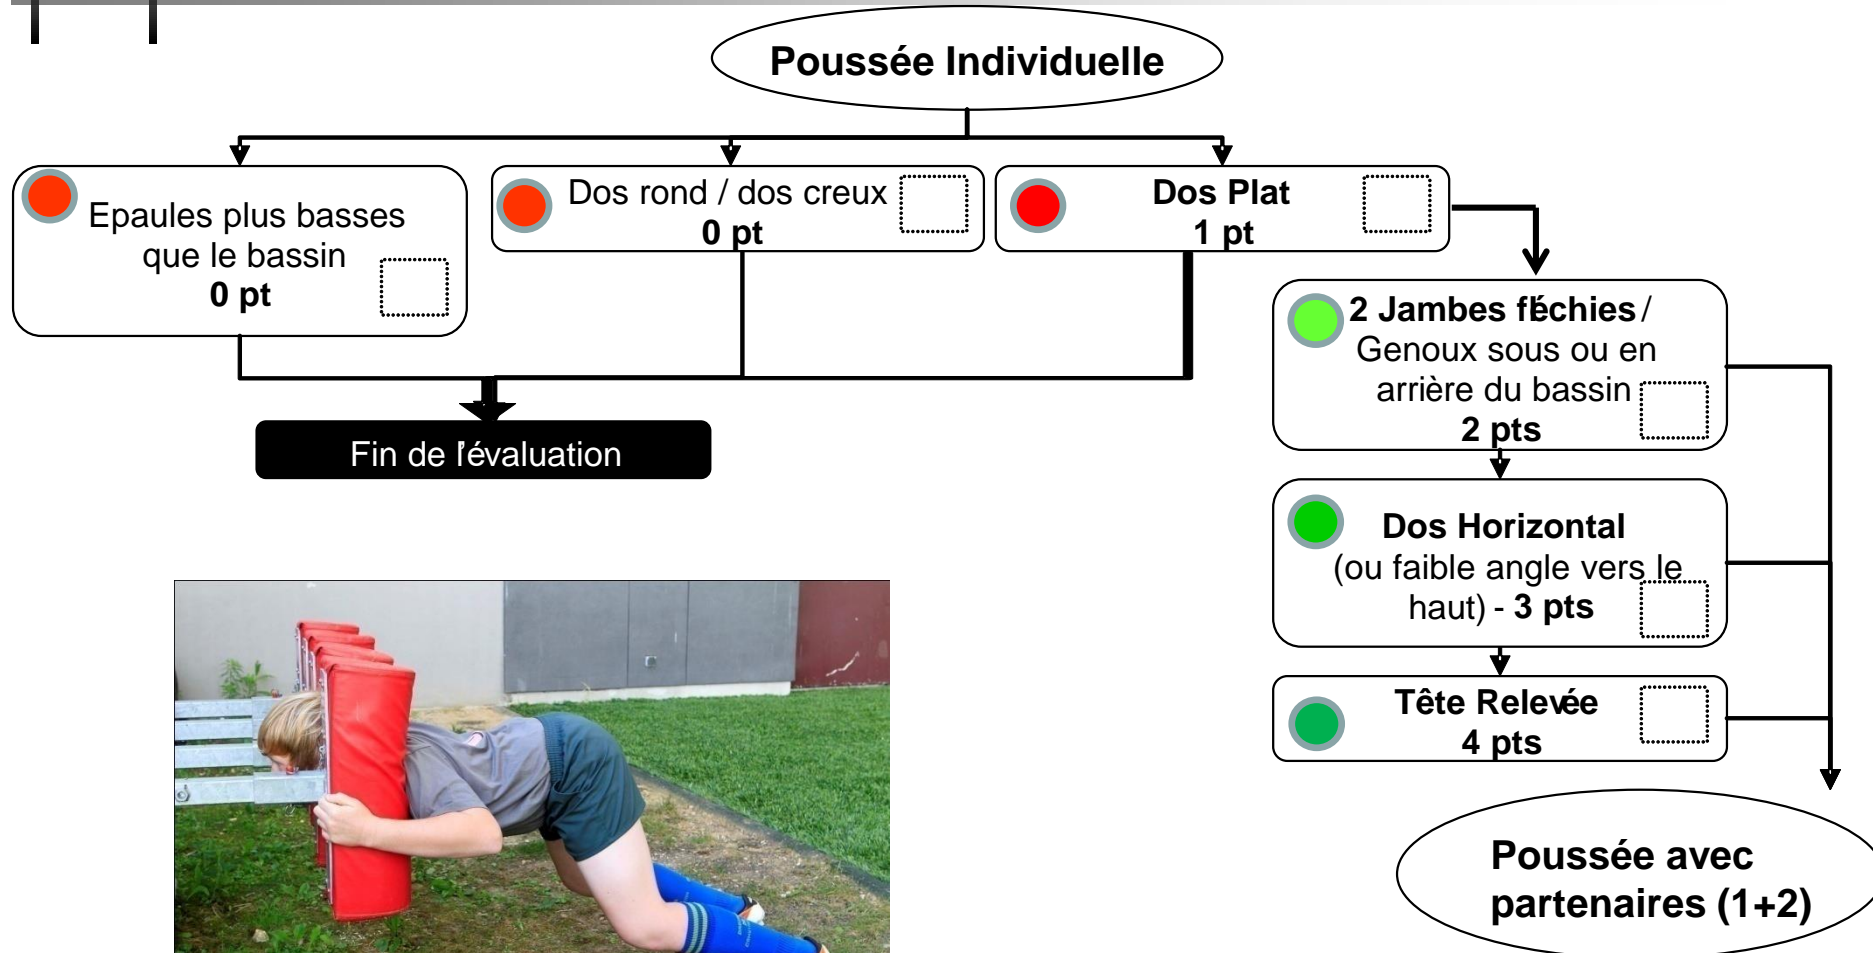 Poussée Individuelle
Epaules plus basses
que le bassin
0 pt
Dos rond / dos creux
0 pt
Dos Plat
1 pt
2 Jambes fléchies /
Genoux sous ou en
arrière du bassin
2 pts
Fin de l'évaluation
Dos Horizontal
(ou faible angle vers le
haut) - 3 pts
Tête Relevée
4 pts
Poussée avec
partenaires (1+2)